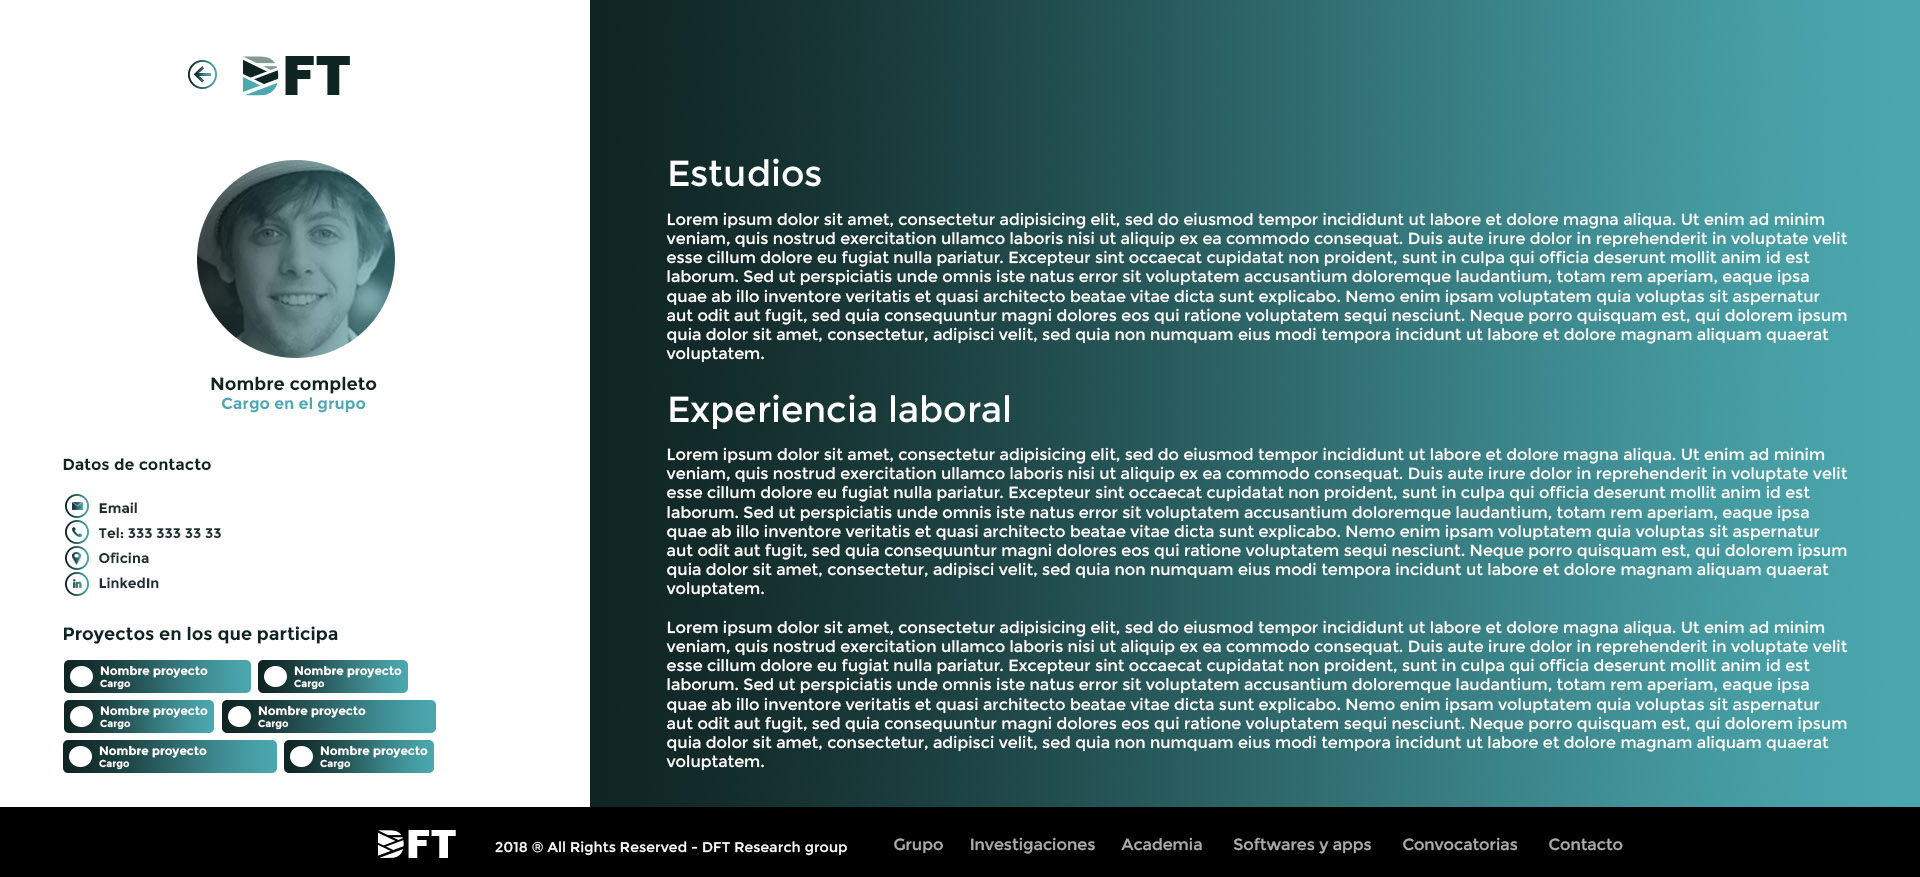 DFT
Nombre completo
Cargo en el grupo
Datos de contacto
Email
Tel: 333 333 33 33
Oficina
in LinkedIn
Proyectos en los que participa
Nombre proyecto
Cargo
Nombre proyecto
Cargo
Nombre proyecto
Cargo
Nombre proyecto
Cargo
Nombre proyecto
Cargo
Nombre proyecto
Cargo
Estudios
Lorem ipsum dolor sit amet, consectetur adipisicing elit, sed do eiusmod tempor incididunt ut labore et dolore magna aliqua. Ut enim ad minim
veniam, quis nostrud exercitation ullamco laboris nisi ut aliquip ex ea commodo consequat. Duis aute irure dolor in reprehenderit in voluptate velit
esse cillum dolore eu fugiat nulla pariatur. Excepteur sint occaecat cupidatat non proident, sunt in culpa qui officia deserunt mollit anim id est
laborum. Sed ut perspiciatis unde omnis iste natus error sit voluptatem accusantium doloremque laudantium, totam rem aperiam, eaque ipsa
quae ab illo inventore veritatis et quasi architecto beatae vitae dicta sunt explicabo. Nemo enim ipsam voluptatem quia voluptas sit aspernatur
aut odit aut fugit, sed quia consequuntur magni dolores eos qui ratione voluptatem sequi nesciunt. Neque porro quisquam est, qui dolorem ipsum
quia dolor sit amet, consectetur, adipisci velit, sed quia non numquam eius modi tempora incidunt ut labore et dolore magnam aliquam quaerat
voluptatem.
Experiencia laboral
Lorem ipsum dolor sit amet, consectetur adipisicing elit, sed do eiusmod tempor incididunt ut labore et dolore magna aliqua. Ut enim ad minim
veniam, quis nostrud exercitation ullamco laboris nisi ut aliquip ex ea commodo consequat. Duis aute irure dolor in reprehenderit in voluptate velit
esse cillum dolore eu fugiat nulla pariatur. Excepteur sint occaecat cupidatat non proident, sunt in culpa qui officia deserunt mollit anim id est
laborum. Sed ut perspiciatis unde omnis iste natus error sit voluptatem accusantium doloremque laudantium, totam rem aperiam, eaque ipsa
quae ab illo inventore veritatis et quasi architecto beatae vitae dicta sunt explicabo. Nemo enim ipsam voluptatem quia voluptas sit aspernatur
aut odit aut fugit, sed quia consequuntur magni dolores eos qui ratione voluptatem sequi nesciunt. Neque porro quisquam est, qui dolorem ipsum
quia dolor sit amet, consectetur, adipisci velit, sed quia non numquam eius modi tempora incidunt ut labore et dolore magnam aliquam quaerat
voluptatem.
Lorem ipsum dolor sit amet, consectetur adipisicing elit, sed do eiusmod tempor incididunt ut labore et dolore magna aliqua. Ut enim ad minim
veniam, quis nostrud exercitation ullamco laboris nisi ut aliquip ex ea commodo consequat. Duis aute irure dolor in reprehenderit in voluptate velit
esse cillum dolore eu fugiat nulla pariatur. Excepteur sint occaecat cupidatat non proident, sunt in culpa qui officia deserunt mollit anim id est
laborum. Sed ut perspiciatis unde omnis iste natus error sit voluptatem accusantium doloremque laudantium, totam rem aperiam, eaque ipsa
quae ab illo inventore veritatis et quasi architecto beatae vitae dicta sunt explicabo. Nemo enim ipsam voluptatem quia voluptas sit aspernatur
aut odit aut fugit, sed quia consequuntur magni dolores eos qui ratione voluptatem sequi nesciunt. Neque porro quisquam est, qui dolorem ipsum
quia dolor sit amet, consectetur, adipisci velit, sed quia non numquam eius modi tempora incidunt ut labore et dolore magnam aliquam quaerat
voluptatem.
DFT 2018 ® All Rights Reserved - DFT Research group Grupo Investigaciones Academia Softwares y apps Convocatorias Contacto